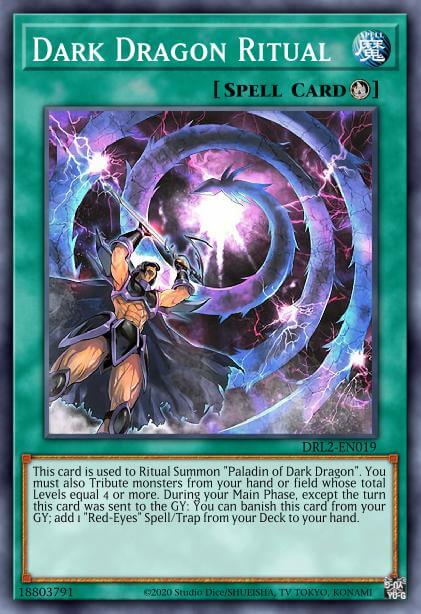 DARK DRAGON RITUAL
SPELL
魔
[SPELL CARD]
DRL2-EN019
This card is used to Ritual Summon "Paladin of Dark Dragon". You
must also Tribute monsters from your hand or field whose total
Levels equal 4 or more. During your Main Phase, except the turn
this card was sent to the GY: You can banish this card from your
GY; add 1 "Red-Eyes" Spell/Trap from your Deck to your hand.
18803791
©2020 Studio Dice/SHUEISHA, TV TOKYO, KONAMI